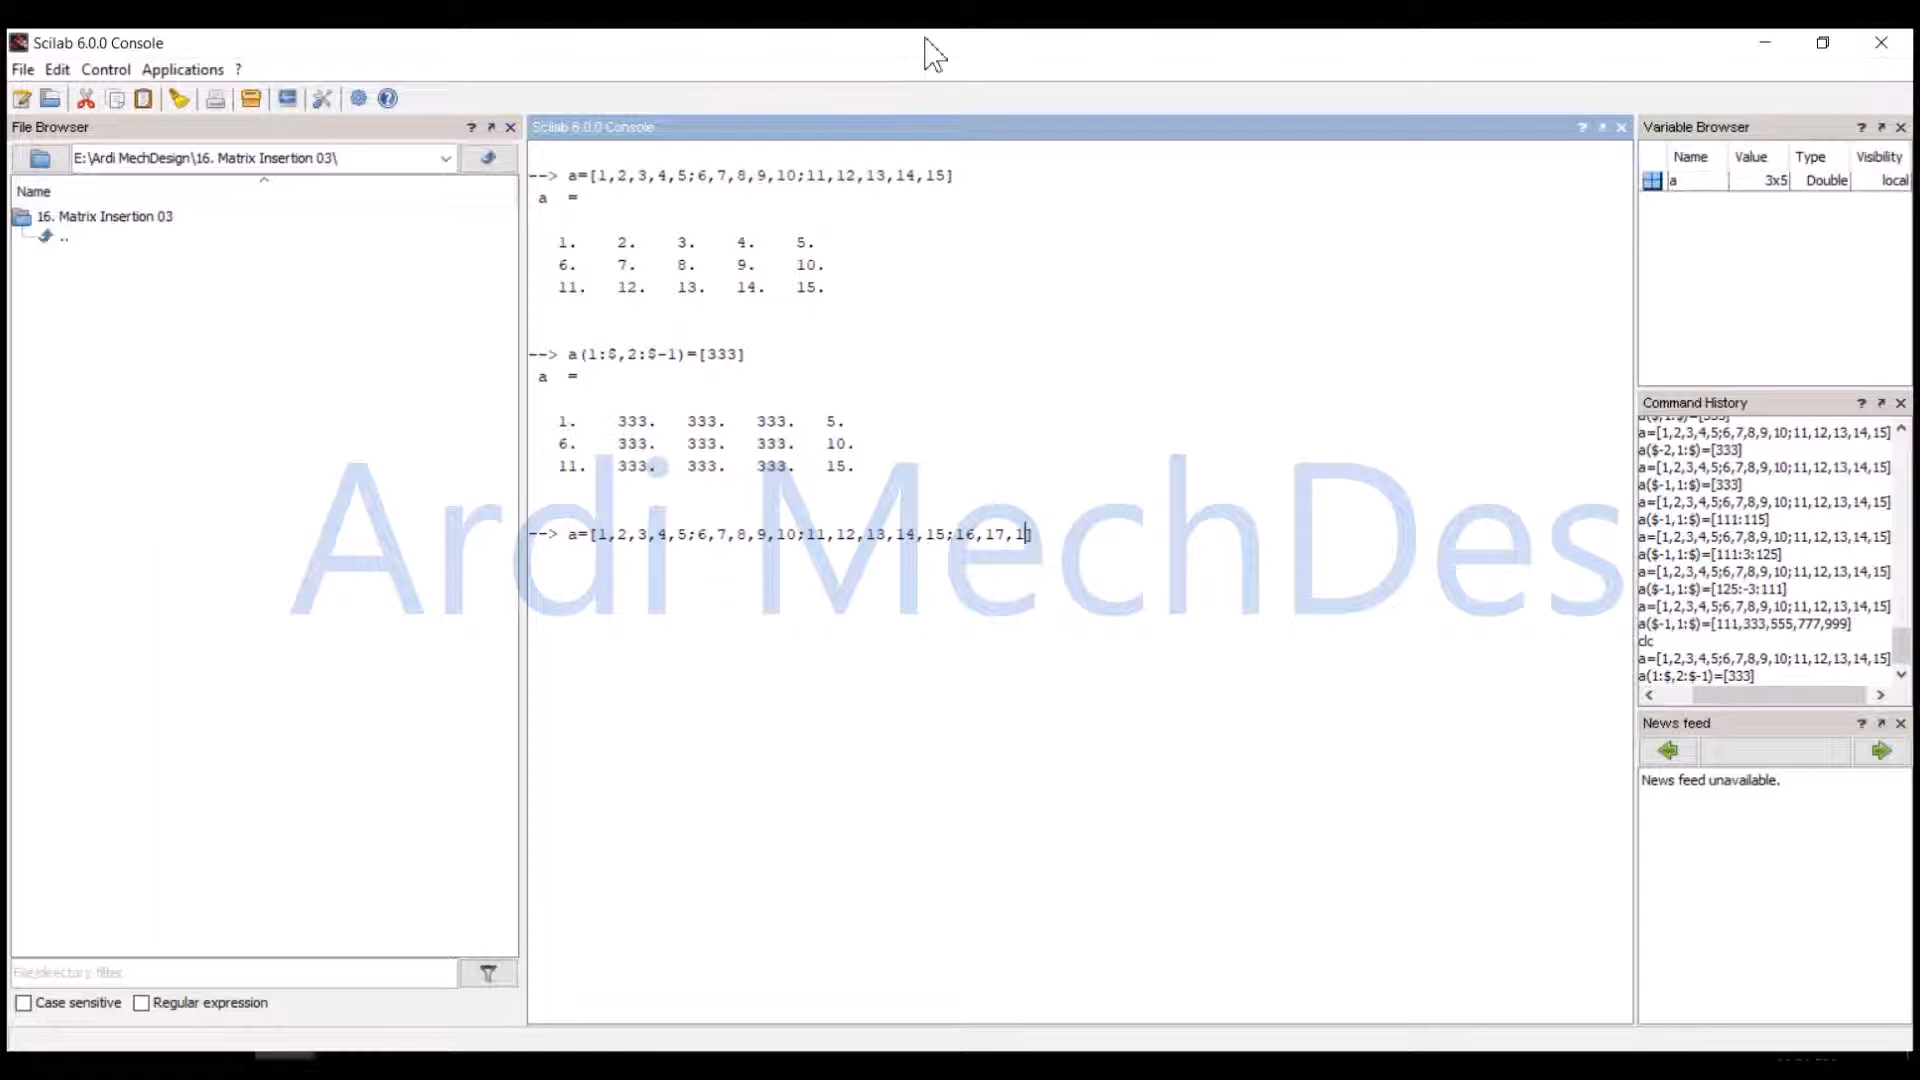 Scilab 6.0.0 Console
File Edit Control Applications ?
File Browser
E:\Ardi MechDesign\16. Matrix Insertion 03\
Name
16. Matrix Insertion 03
..
File/directory filter
Case sensitive Regular expression
Scilab 6.0.0 Console
--> a=[1,2,3,4,5;6,7,8,9,10;11,12,13,14,15]
a =
1. 2. 3. 4. 5.
6. 7. 8. 9. 10.
11. 12. 13. 14. 15.
--> a(1:$,2:$-1)=[333]
a =
1. 333. 333. 333. 5.
6. 333. 333. 333. 10.
11. 333. 333. 333. 15.
--> a=[1,2,3,4,5;6,7,8,9,10;11,12,13,14,15;16,17,1]
Ardi MechDes
Variable Browser
Name Value Type Visibility
a 3x5 Double local
Command History
a=[1,2,3,4,5;6,7,8,9,10;11,12,13,14,15]
a($-2,1:$)=[333]
a=[1,2,3,4,5;6,7,8,9,10;11,12,13,14,15]
a($-1,1:$)=[333]
a=[1,2,3,4,5;6,7,8,9,10;11,12,13,14,15]
a($-1,1:$)=[111:115]
a=[1,2,3,4,5;6,7,8,9,10;11,12,13,14,15]
a($-1,1:$)=[111:3:125]
a=[1,2,3,4,5;6,7,8,9,10;11,12,13,14,15]
a($-1,1:$)=[125:-3:111]
a=[1,2,3,4,5;6,7,8,9,10;11,12,13,14,15]
a($-1,1:$)=[111,333,555,777,999]
clc
a=[1,2,3,4,5;6,7,8,9,10;11,12,13,14,15]
a(1:$,2:$-1)=[333]
News feed
News feed unavailable.